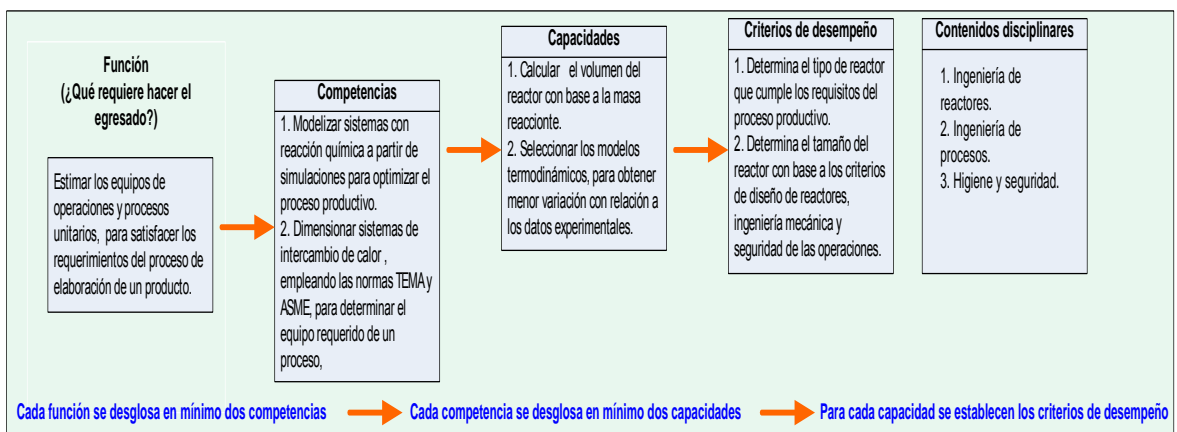 Función
(¿Qué requiere hacer el
egresado?)
Estimar los equipos de
operaciones y procesos
unitarios, para satisfacer los
requerimientos del proceso de
elaboración de un producto.
Competencias
1. Modelizar sistemas con
reacción química a partir de
simulaciones para optimizar el
proceso productivo.
2. Dimensionar sistemas de
intercambio de calor ,
empleando las normas TEMA y
ASME, para determinar el
equipo requerido de un
proceso,
Capacidades
1. Calcular el volumen del
reactor con base a la masa
reaccionte.
2. Seleccionar los modelos
termodinámicos, para obtener
menor variación con relación a
los datos experimentales.
Criterios de desempeño
1. Determina el tipo de reactor
que cumple los requisitos del
proceso productivo.
2. Determina el tamaño del
reactor con base a los criterios
de diseño de reactores,
ingeniería mecánica y
seguridad de las operaciones.
Contenidos disciplinares
1. Ingeniería de
reactores.
2. Ingeniería de
procesos.
3. Higiene y seguridad.
Cada función se desglosa en mínimo dos competencias
Cada competencia se desglosa en mínimo dos capacidades
Para cada capacidad se establecen los criterios de desempeño